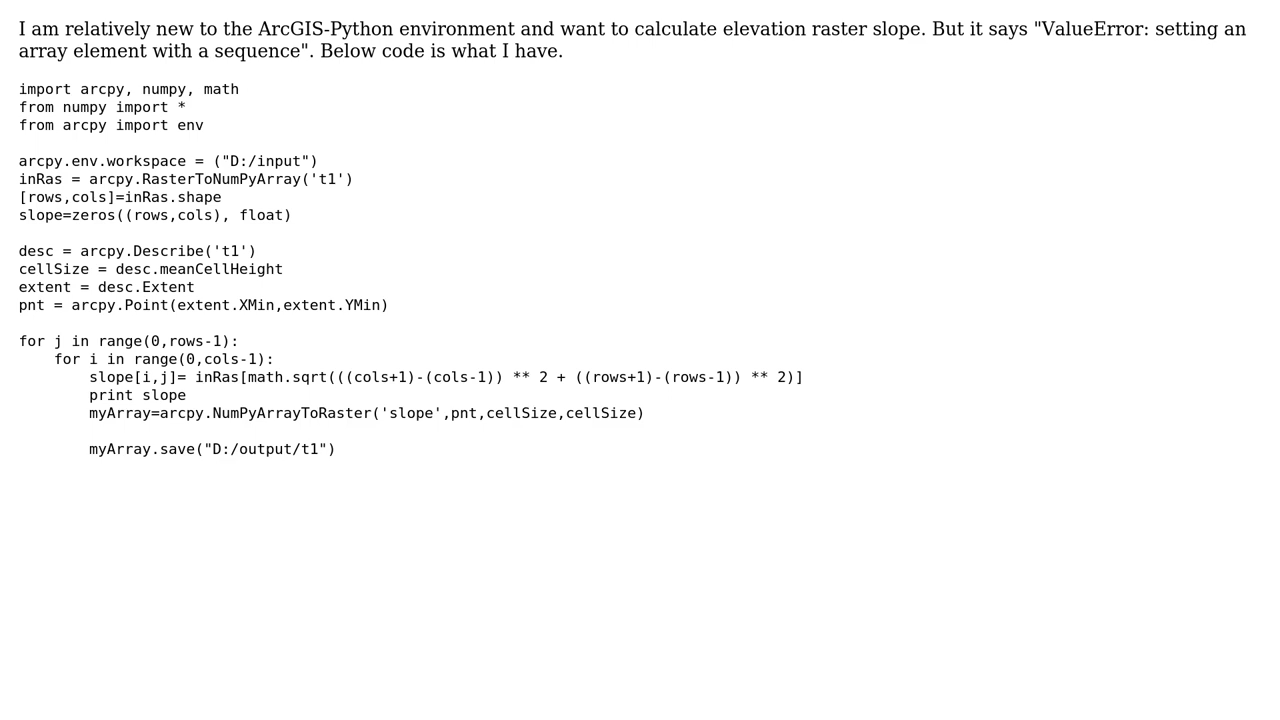 I am relatively new to the ArcGIS-Python environment and want to calculate elevation raster slope. But it says "ValueError: setting an
array element with a sequence". Below code is what I have.
import arcpy, numpy, math
from numpy import *
from arcpy import env
arcpy.env.workspace = ("D:/input")
inRas = arcpy.RasterToNumPyArray('t1')
[rows,cols]=inRas.shape
slope=zeros((rows,cols), float)
desc = arcpy.Describe('t1')
cellSize = desc.meanCellHeight
extent = desc.Extent
pnt = arcpy.Point(extent.XMin,extent.YMin)
for j in range(0,rows-1):
    for i in range(0,cols-1):
        slope[i,j]= inRas[math.sqrt(((cols+1)-(cols-1)) ** 2 + ((rows+1)-(rows-1)) ** 2)]
        print slope
        myArray=arcpy.NumPyArrayToRaster('slope',pnt,cellSize,cellSize)
        myArray.save("D:/output/t1")